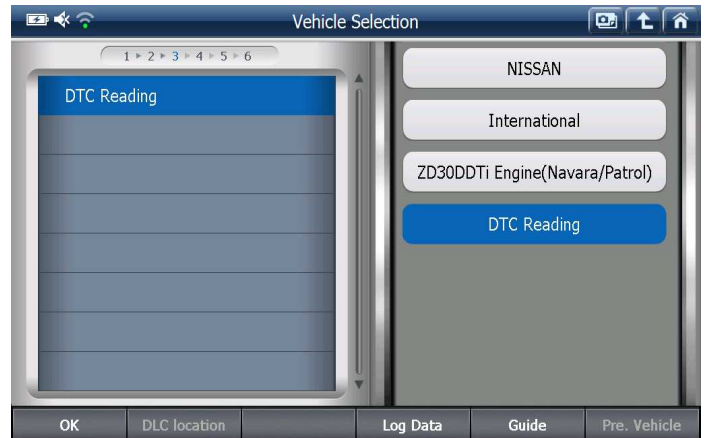 Vehicle Selection
1 ▸ 2 ▸ 3 ▸ 4 ▸ 5 ▸ 6
DTC Reading
NISSAN
International
ZD30DDTi Engine(Navara/Patrol)
DTC Reading
OK
DLC location
Log Data
Guide
Pre. Vehicle